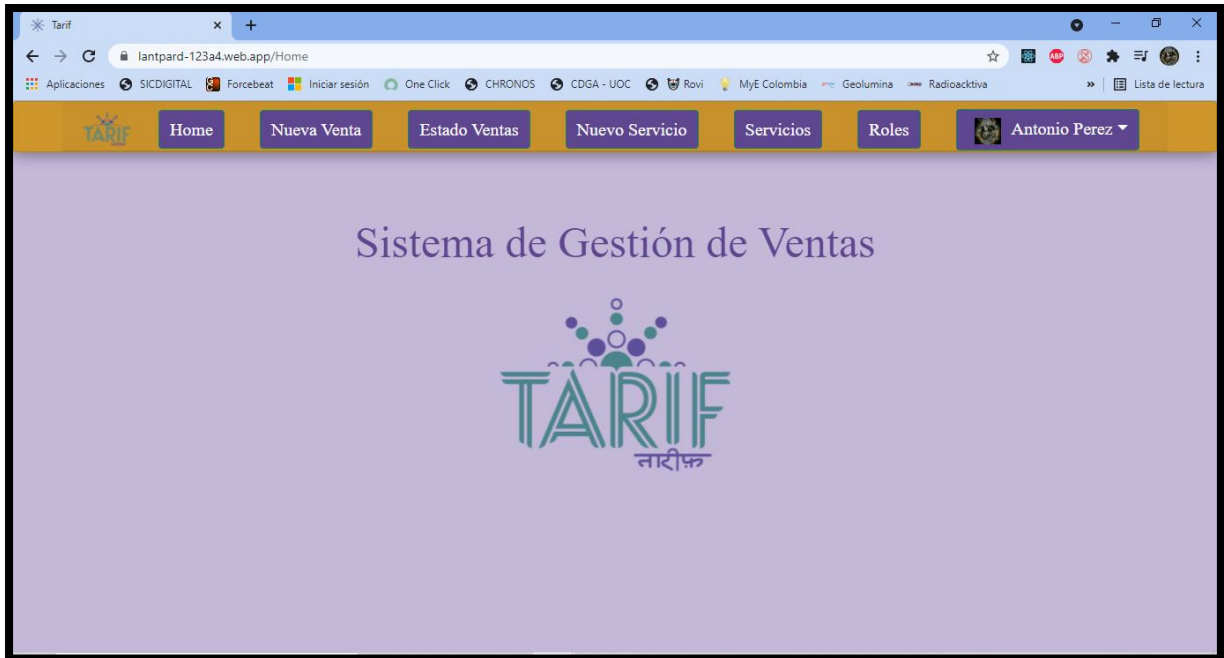 Tarif
lantpard-123a4.web.app/Home
ABP
Aplicaciones SICDIGITAL Forcebeat Iniciar sesión One Click CHRONOS CDGA - UOC Rovi MyE Colombia Geolumina Radioacktiva » Lista de lectura
TARIF Home Nueva Venta Estado Ventas Nuevo Servicio Servicios Roles Antonio Perez
Sistema de Gestión de Ventas
TARIF
तारीफ़